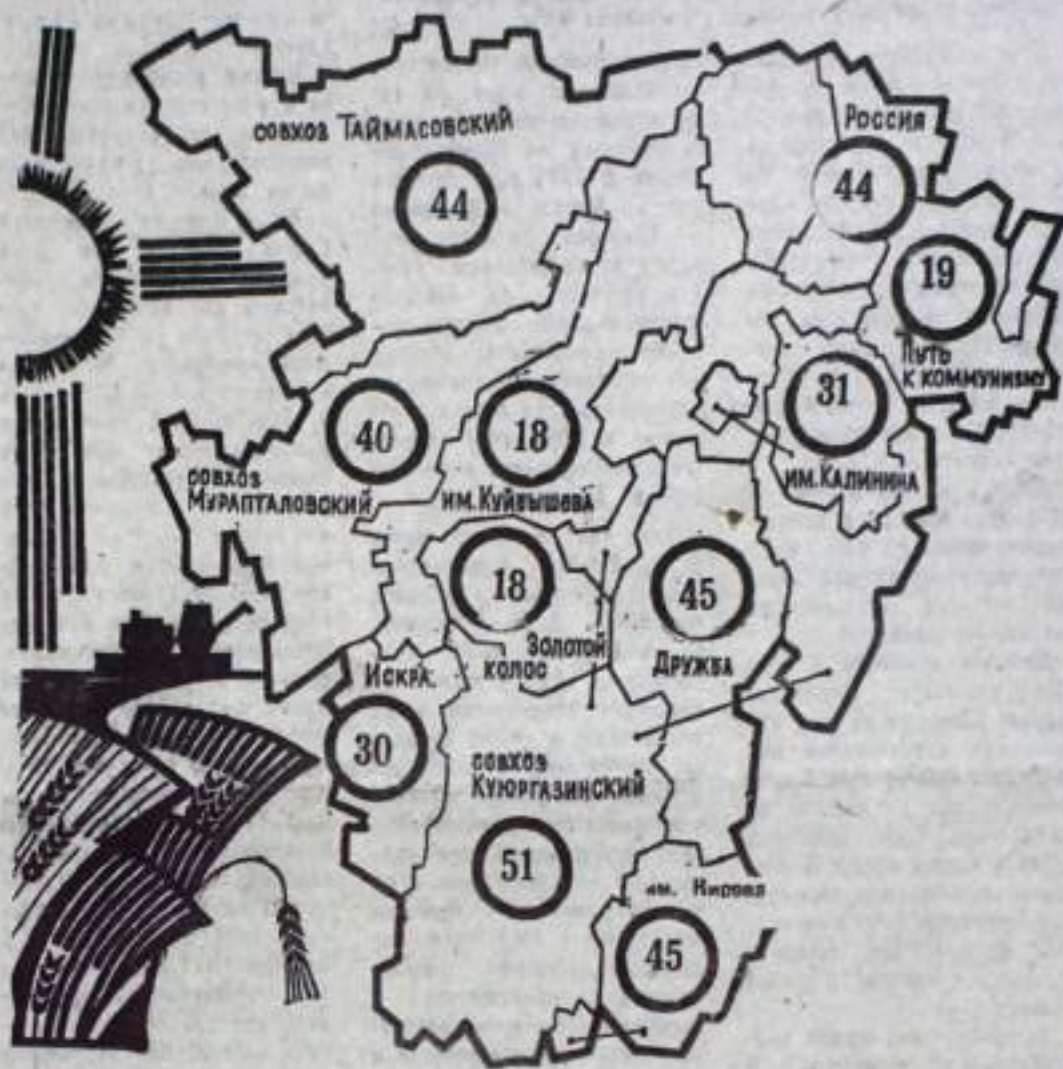 совхоз Таймасовский
44
Россия
44
19
Путь
к коммунизму
31
им. Калинина
40
совхоз
Мурапталовский
18
им. Куйбышева
18
Золотой
колос
45
Дружба
Искра.
30
совхоз
Куюргазинский
51
им. Кирова
45